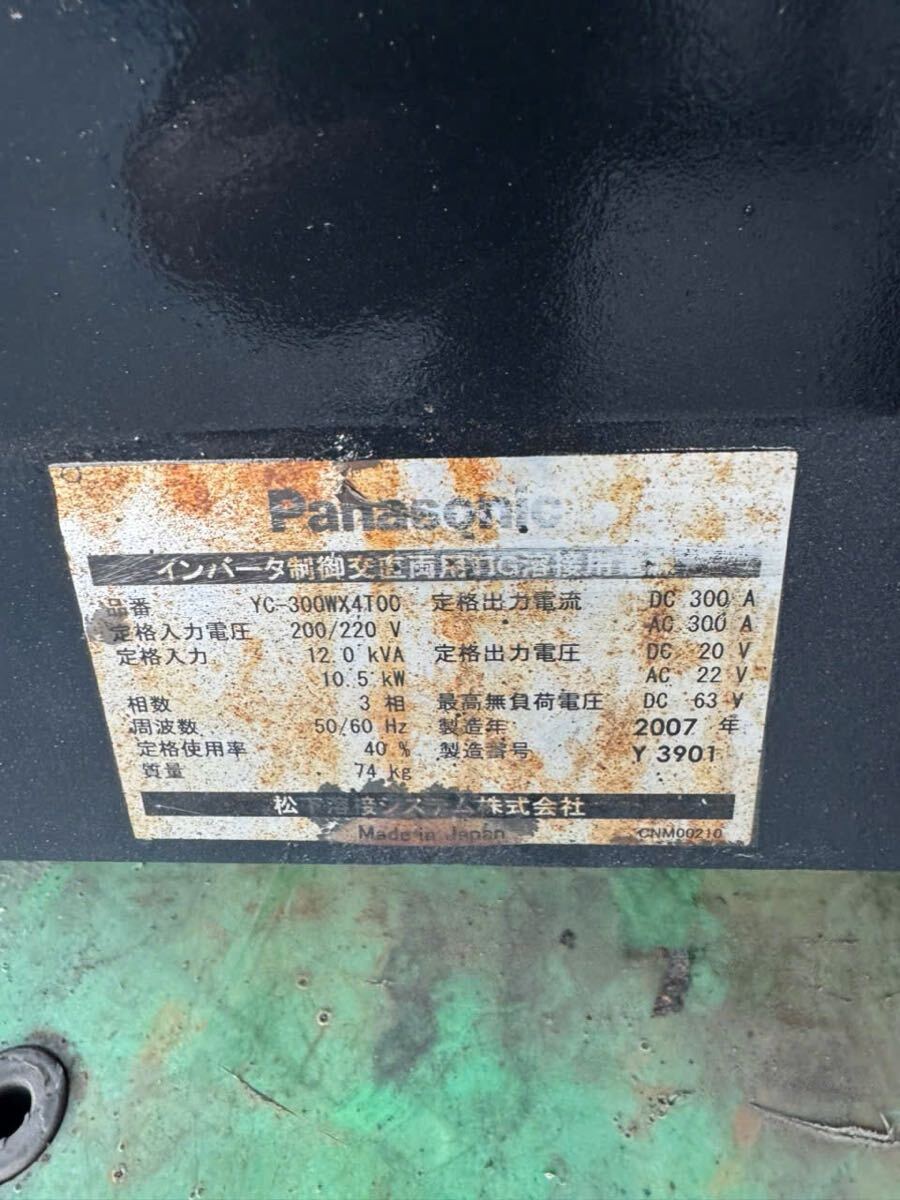 Panasonic
インバータ制御交直両用TIG溶接用電源
品番 YC-300WX4T00 定格出力電流 DC 300 A
定格入力電圧 200/220 V AC 300 A
定格入力 12.0 kVA 定格出力電圧 DC 20 V
10.5 kW AC 22 V
相数 3 相 最高無負荷電圧 DC 63 V
周波数 50/60 Hz 製造年 2007 年
定格使用率 40 % 製造番号 Y 3901
質量 74 kg
松下溶接システム株式会社
Made in Japan CNM00210